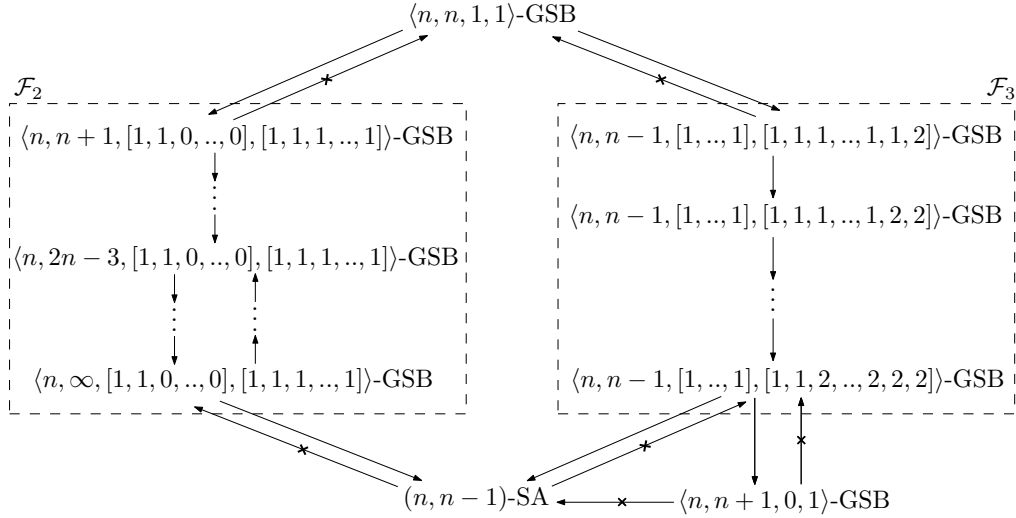 ⟨n, n, 1, 1⟩-GSB
F₂
F₃
⟨n, n + 1, [1, 1, 0, .., 0], [1, 1, 1, .., 1]⟩-GSB
⟨n, n − 1, [1, .., 1], [1, 1, 1, .., 1, 1, 2]⟩-GSB
⟨n, n − 1, [1, .., 1], [1, 1, 1, .., 1, 2, 2]⟩-GSB
⟨n, 2n − 3, [1, 1, 0, .., 0], [1, 1, 1, .., 1]⟩-GSB
⟨n, ∞, [1, 1, 0, .., 0], [1, 1, 1, .., 1]⟩-GSB
⟨n, n − 1, [1, .., 1], [1, 1, 2, .., 2, 2, 2]⟩-GSB
(n, n − 1)-SA
⟨n, n + 1, 0, 1⟩-GSB